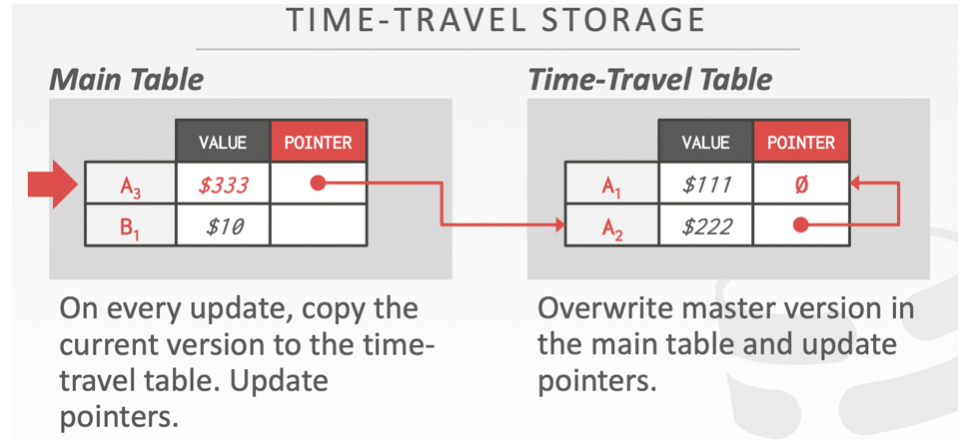 TIME-TRAVEL STORAGE
Main Table
VALUE POINTER
A3 $333
B1 $10
On every update, copy the
current version to the time-
travel table. Update
pointers.
Time-Travel Table
VALUE POINTER
A1 $111 Ø
A2 $222
Overwrite master version in
the main table and update
pointers.